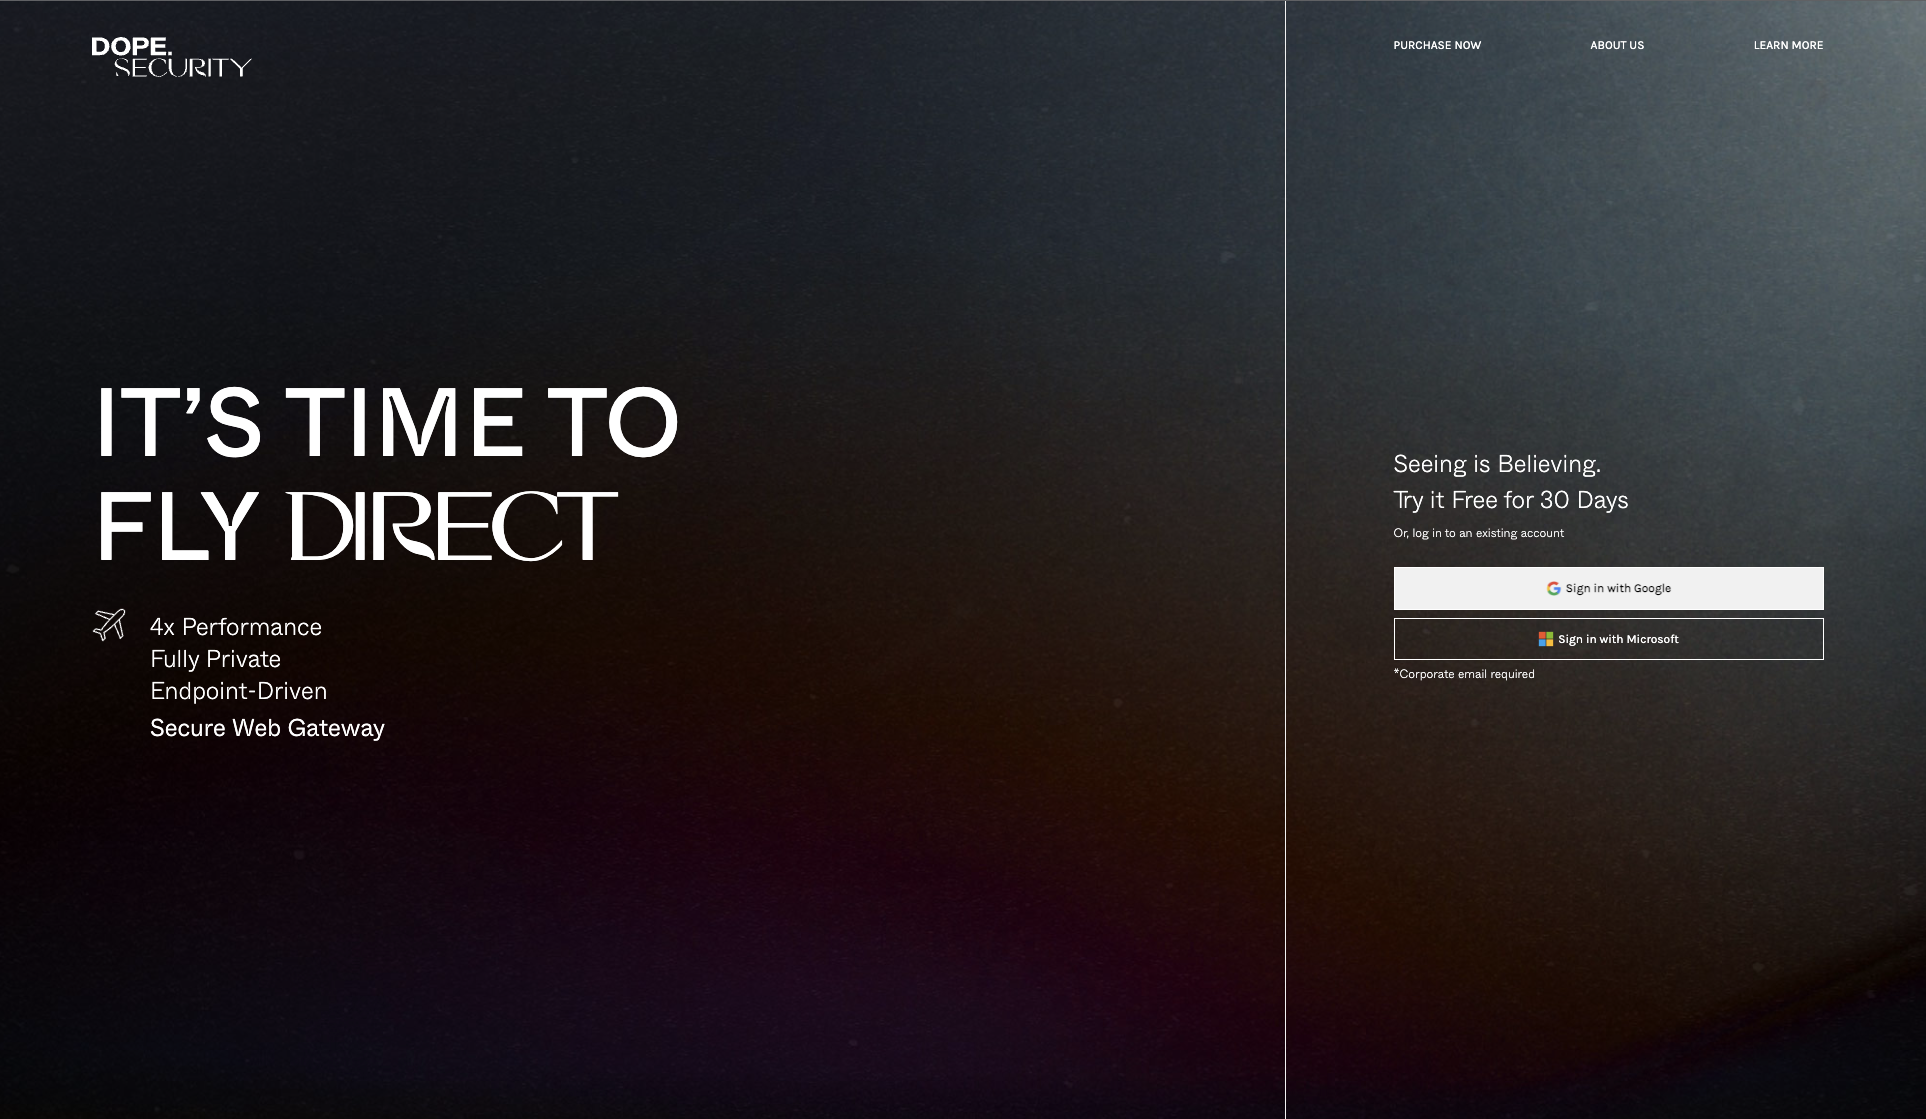 DOPE.
SECURITY
PURCHASE NOW
ABOUT US
LEARN MORE
IT’S TIME TO
FLY DIRECT
4x Performance
Fully Private
Endpoint-Driven
Secure Web Gateway
Seeing is Believing.
Try it Free for 30 Days
Or, log in to an existing account
Sign in with Google
Sign in with Microsoft
*Corporate email required